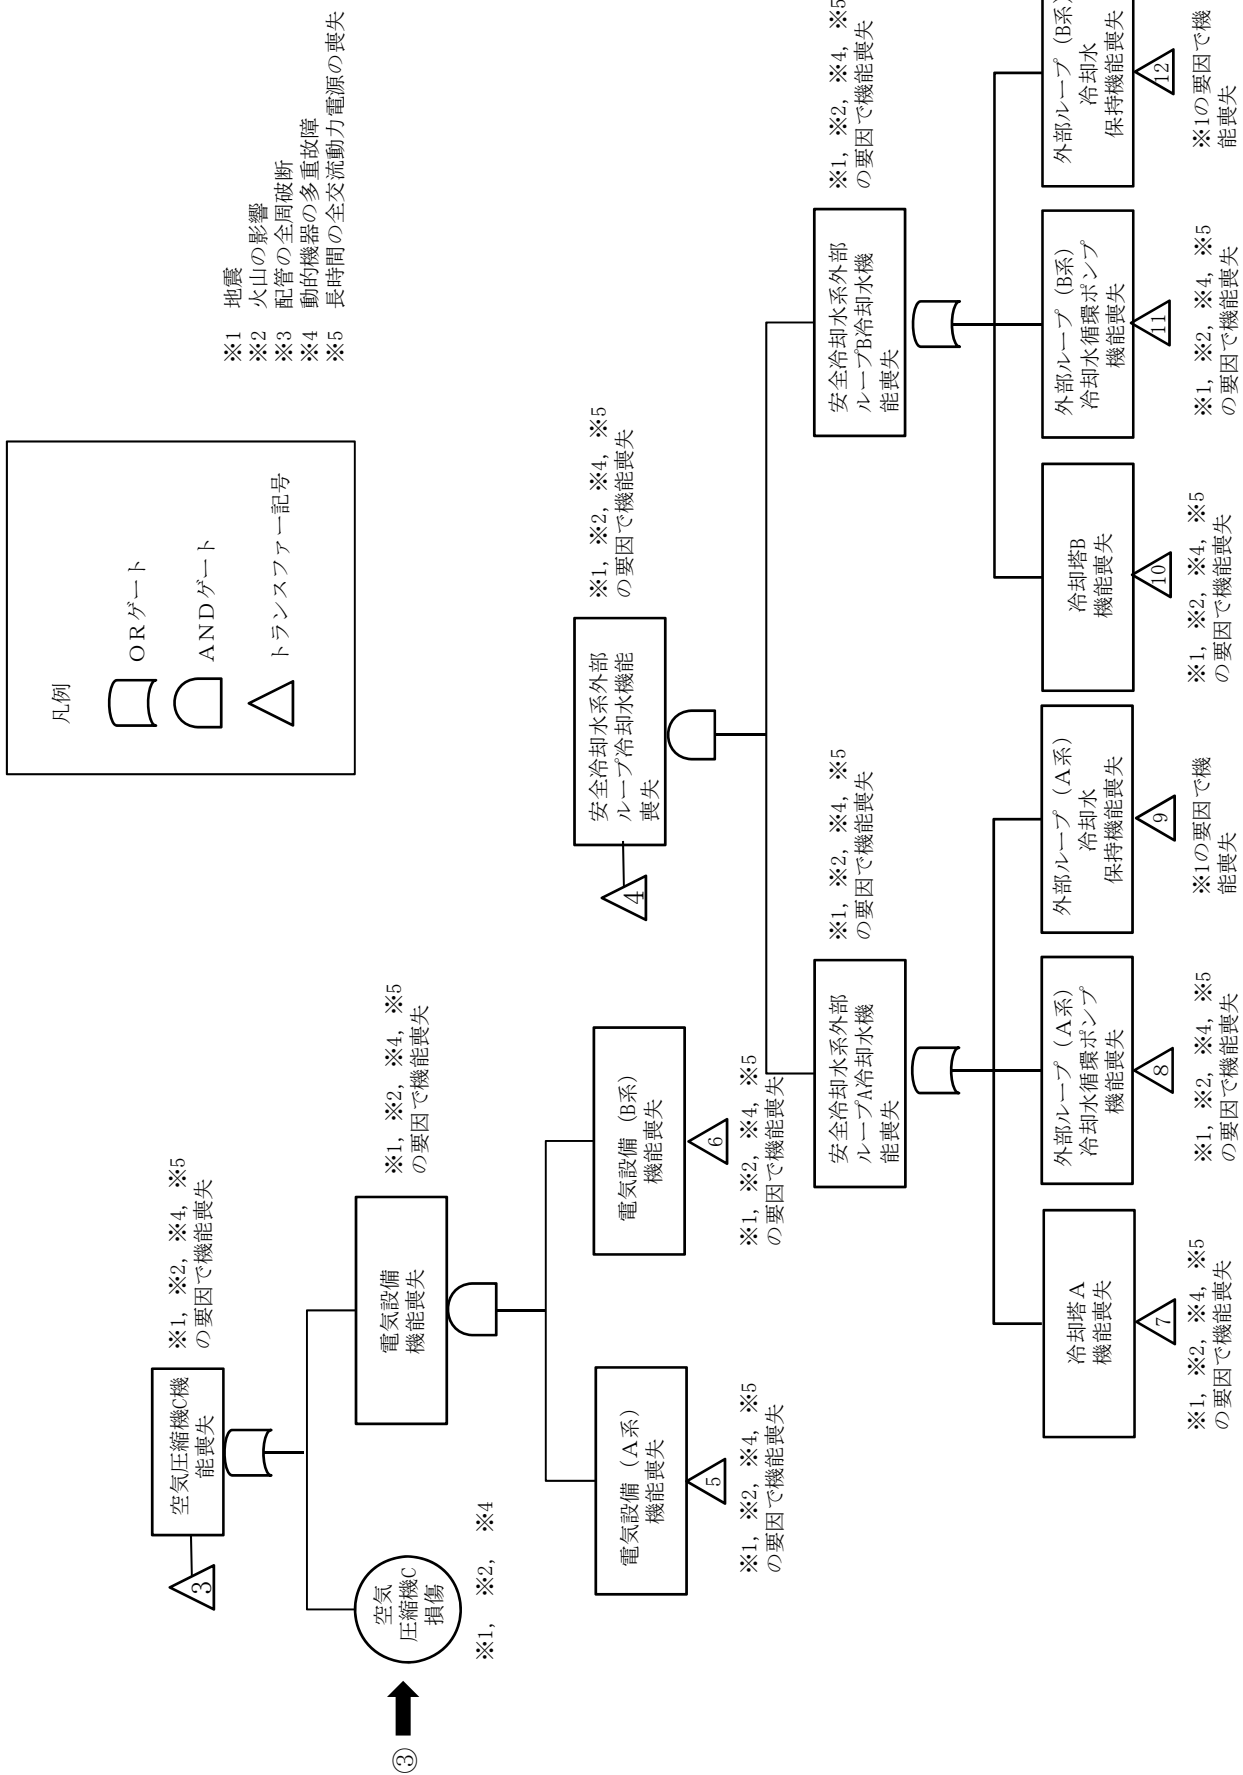 凡例
ORゲート
ANDゲート
トランスファー記号
※1 地震
※2 火山の影響
※3 配管の全周破断
※4 動的機器の多重故障
※5 長時間の全交流動力電源の喪失
3
空気圧縮機C機
能喪失
※1, ※2, ※4, ※5
の要因で機能喪失
③
空気
圧縮機C
損傷
※1, ※2, ※4
電気設備
機能喪失
※1, ※2, ※4, ※5
の要因で機能喪失
電気設備（A系）
機能喪失
5
※1, ※2, ※4, ※5
の要因で機能喪失
電気設備（B系）
機能喪失
6
※1, ※2, ※4, ※5
の要因で機能喪失
4
安全冷却水系外部
ループ冷却水機能
喪失
※1, ※2, ※4, ※5
の要因で機能喪失
安全冷却水系外部
ループA冷却水機
能喪失
※1, ※2, ※4, ※5
の要因で機能喪失
安全冷却水系外部
ループB冷却水機
能喪失
※1, ※2, ※4, ※5
の要因で機能喪失
冷却塔A
機能喪失
7
※1, ※2, ※4, ※5
の要因で機能喪失
外部ループ（A系）
冷却水循環ポンプ
機能喪失
8
※1, ※2, ※4, ※5
の要因で機能喪失
外部ループ（A系）
冷却水
保持機能喪失
9
※1の要因で機
能喪失
冷却塔B
機能喪失
10
※1, ※2, ※4, ※5
の要因で機能喪失
外部ループ（B系）
冷却水循環ポンプ
機能喪失
11
※1, ※2, ※4, ※5
の要因で機能喪失
外部ループ（B系）
冷却水
保持機能喪失
12
※1の要因で機
能喪失